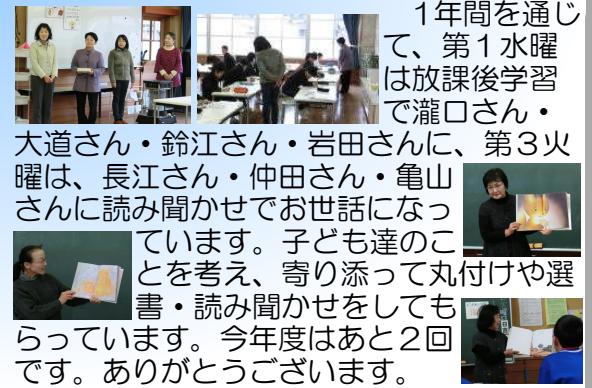 1年間を通じ
て、第１水曜
は放課後学習
で瀧口さん・
大道さん・鈴江さん・岩田さんに、第３火
曜は、長江さん・仲田さん・亀山
さんに読み聞かせでお世話になっ
ています。子ども達のこ
とを考え、寄り添って丸付けや選
書・読み聞かせをしても
らっています。今年度はあと２回
です。ありがとうございます。